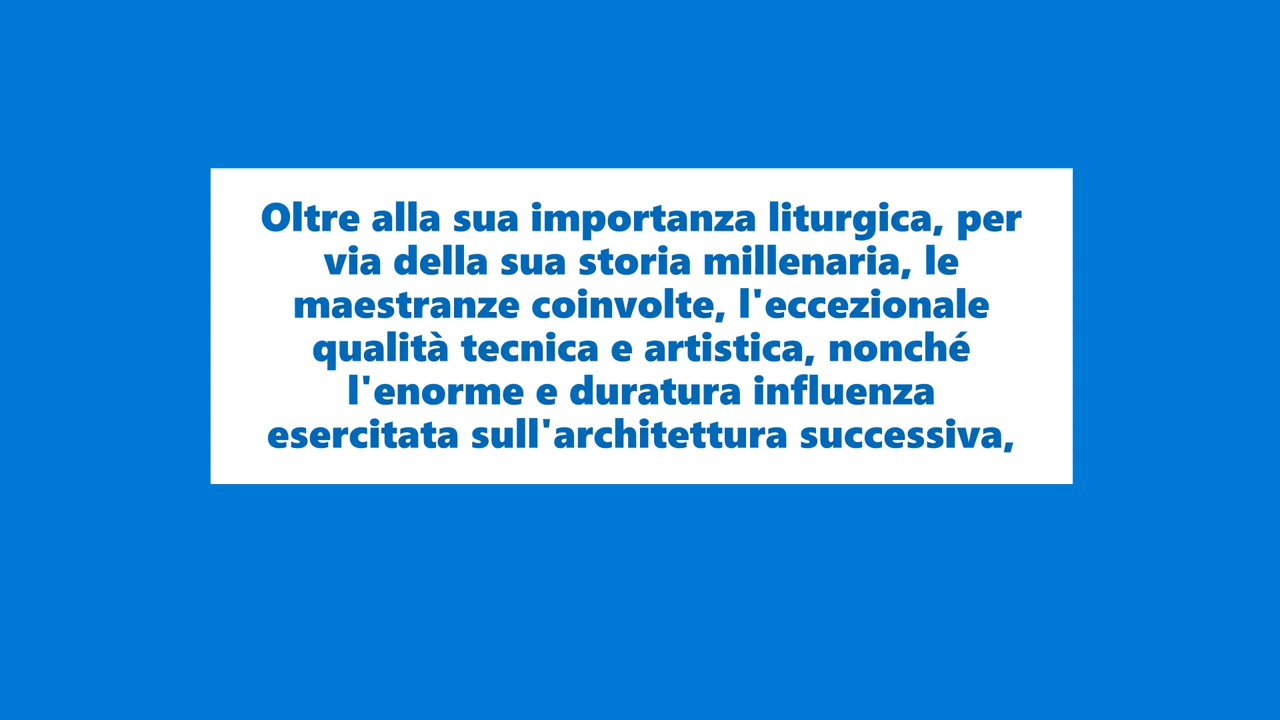 Oltre alla sua importanza liturgica, per
via della sua storia millenaria, le
maestranze coinvolte, l'eccezionale
qualità tecnica e artistica, nonché
l'enorme e duratura influenza
esercitata sull'architettura successiva,